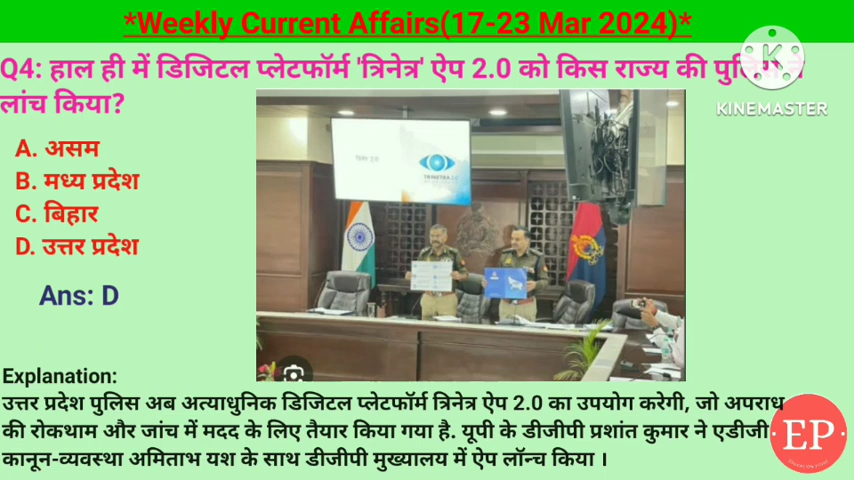 *Weekly Current Affairs(17-23 Mar 2024)*
Q4: हाल ही में डिजिटल प्लेटफॉर्म 'त्रिनेत्र' ऐप 2.0 को किस राज्य की
लांच किया?
KINEMASTER
A. असम
B. मध्य प्रदेश
C. बिहार
D. उत्तर प्रदेश
Ans: D
TRINETRA 2.0
Explanation:
उत्तर प्रदेश पुलिस अब अत्याधुनिक डिजिटल प्लेटफॉर्म त्रिनेत्र ऐप 2.0 का उपयोग करेगी, जो अपराध
की रोकथाम और जांच में मदद के लिए तैयार किया गया है. यूपी के डीजीपी प्रशांत कुमार ने एडीजी
कानून-व्यवस्था अमिताभ यश के साथ डीजीपी मुख्यालय में ऐप लॉन्च किया ।
EP